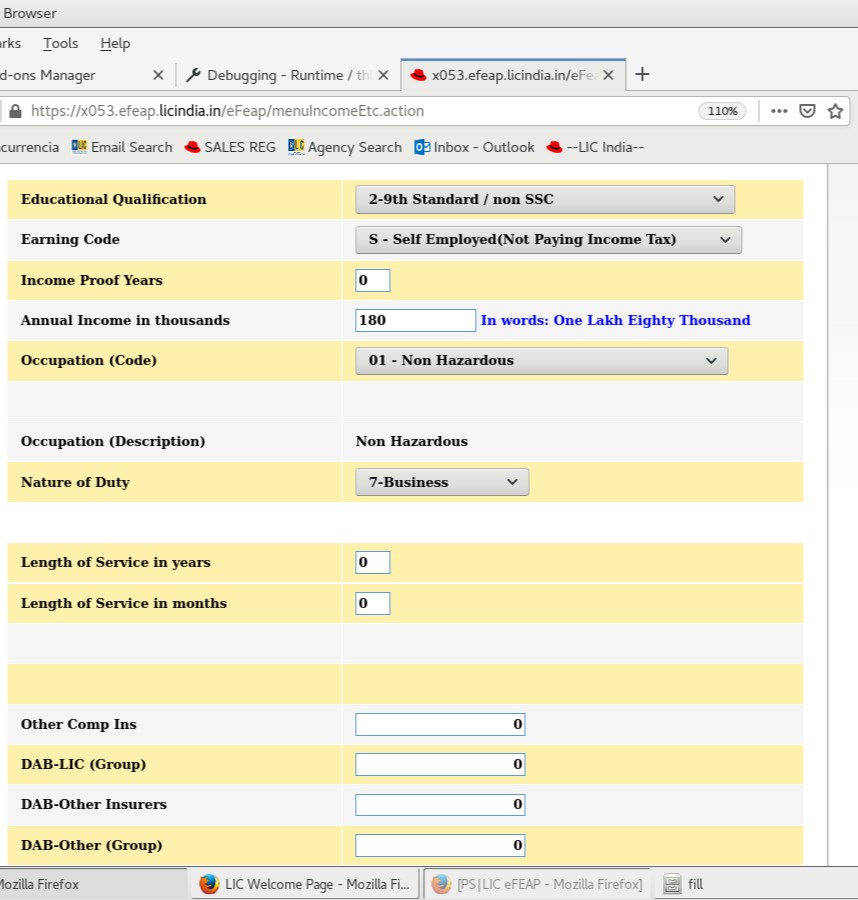 Browser
rks Tools Help
d-ons Manager Debugging - Runtime / th x053.efeap.licindia.in/eFea
https://x053.efeap.licindia.in/eFeap/menuIncomeEtc.action 110%
currencia Email Search SALES REG Agency Search Inbox - Outlook --LIC India--
Educational Qualification 2-9th Standard / non SSC
Earning Code S - Self Employed(Not Paying Income Tax)
Income Proof Years 0
Annual Income in thousands 180 In words: One Lakh Eighty Thousand
Occupation (Code) 01 - Non Hazardous
Occupation (Description) Non Hazardous
Nature of Duty 7-Business
Length of Service in years 0
Length of Service in months 0
Other Comp Ins 0
DAB-LIC (Group) 0
DAB-Other Insurers 0
DAB-Other (Group) 0
Mozilla Firefox LIC Welcome Page - Mozilla Fi... [PS|LIC eFEAP - Mozilla Firefox] fill